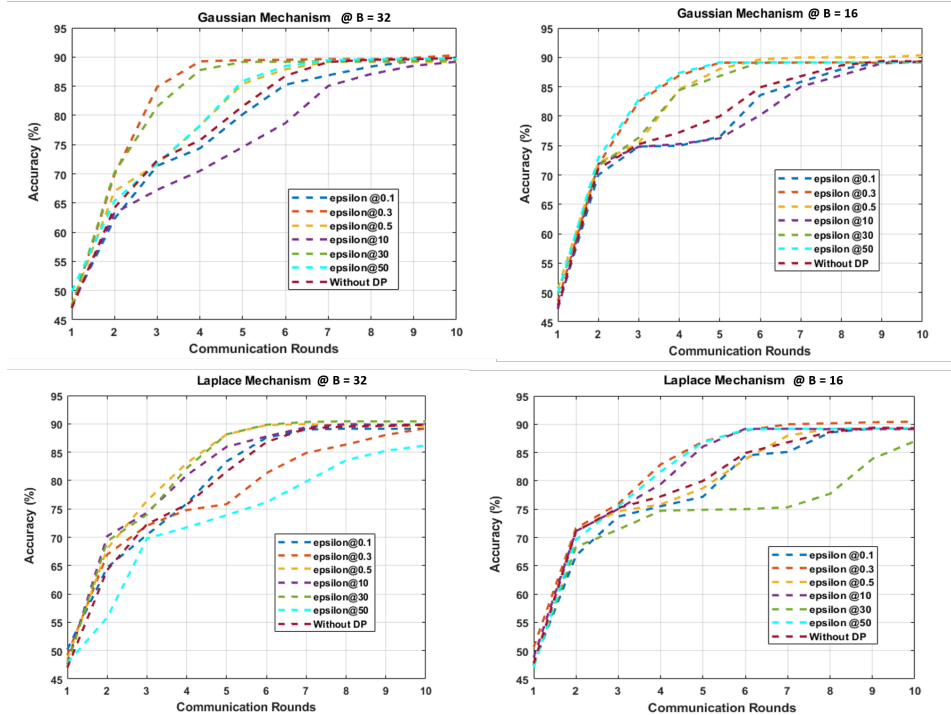 Gaussian Mechanism @ B = 32
Accuracy (%)
95
90
85
80
75
70
65
60
55
50
45
epsilon @0.1
epsilon@0.3
epsilon@0.5
epsilon@10
epsilon@30
epsilon@50
Without DP
1 2 3 4 5 6 7 8 9 10
Communication Rounds
Gaussian Mechanism @ B = 16
Accuracy (%)
95
90
85
80
75
70
65
60
55
50
45
epsilon @0.1
epsilon @0.3
epsilon @0.5
epsilon @10
epsilon @30
epsilon @50
Without DP
1 2 3 4 5 6 7 8 9 10
Communication Rounds
Laplace Mechanism @ B = 32
Accuracy (%)
95
90
85
80
75
70
65
60
55
50
45
epsilon@0.1
epsilon@0.3
epsilon@0.5
epsilon@10
epsilon@30
epsilon@50
Without DP
1 2 3 4 5 6 7 8 9 10
Communication Rounds
Laplace Mechanism @ B = 16
Accuracy (%)
95
90
85
80
75
70
65
60
55
50
45
epsilon @0.1
epsilon @0.3
epsilon @0.5
epsilon @10
epsilon @30
epsilon @50
Without DP
1 2 3 4 5 6 7 8 9 10
Communication Rounds